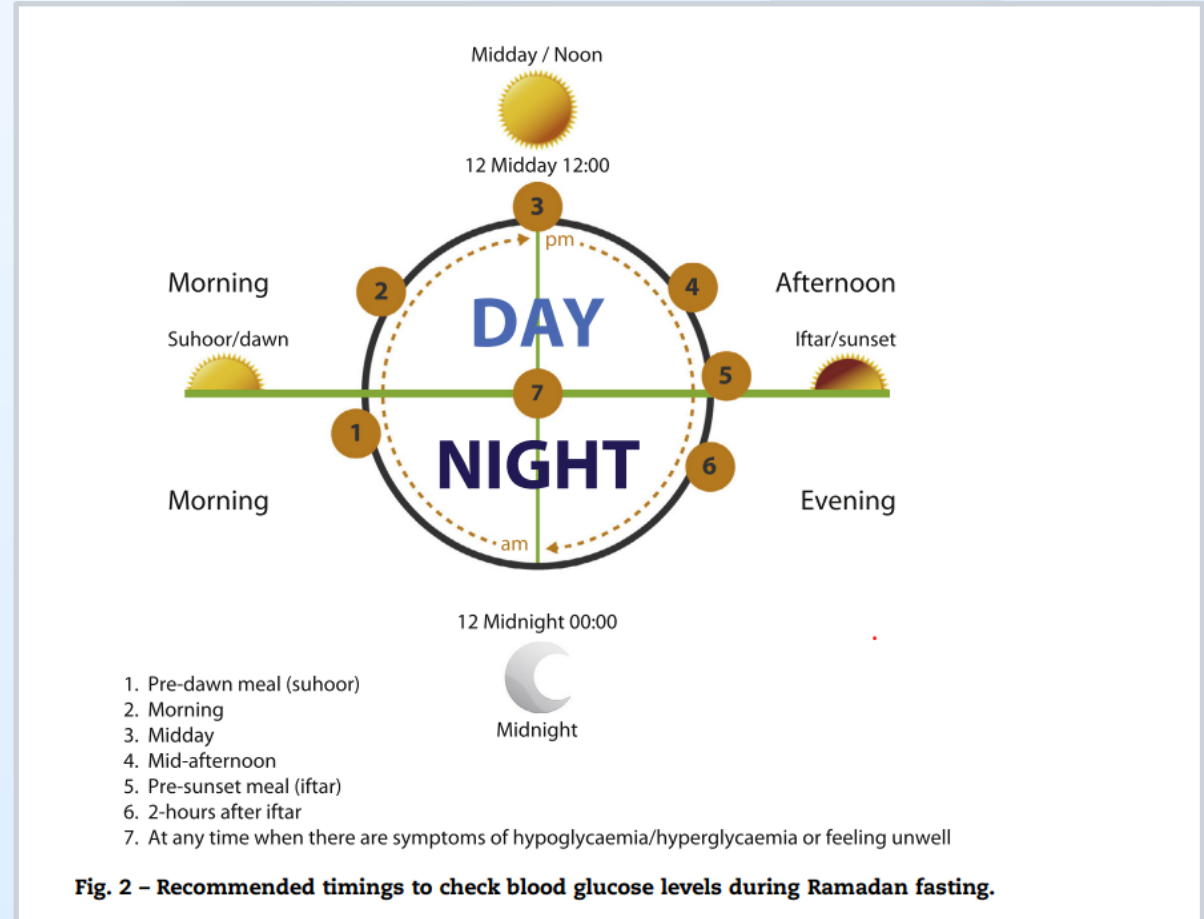 Midday / Noon
12 Midday 12:00
3
pm
Morning
2
4
Afternoon
DAY
Suhoor/dawn
Iftar/sunset
5
7
1
NIGHT
6
Morning
Evening
am
12 Midnight 00:00
Midnight
1. Pre-dawn meal (suhoor)
2. Morning
3. Midday
4. Mid-afternoon
5. Pre-sunset meal (iftar)
6. 2-hours after iftar
7. At any time when there are symptoms of hypoglycaemia/hyperglycaemia or feeling unwell
Fig. 2 – Recommended timings to check blood glucose levels during Ramadan fasting.